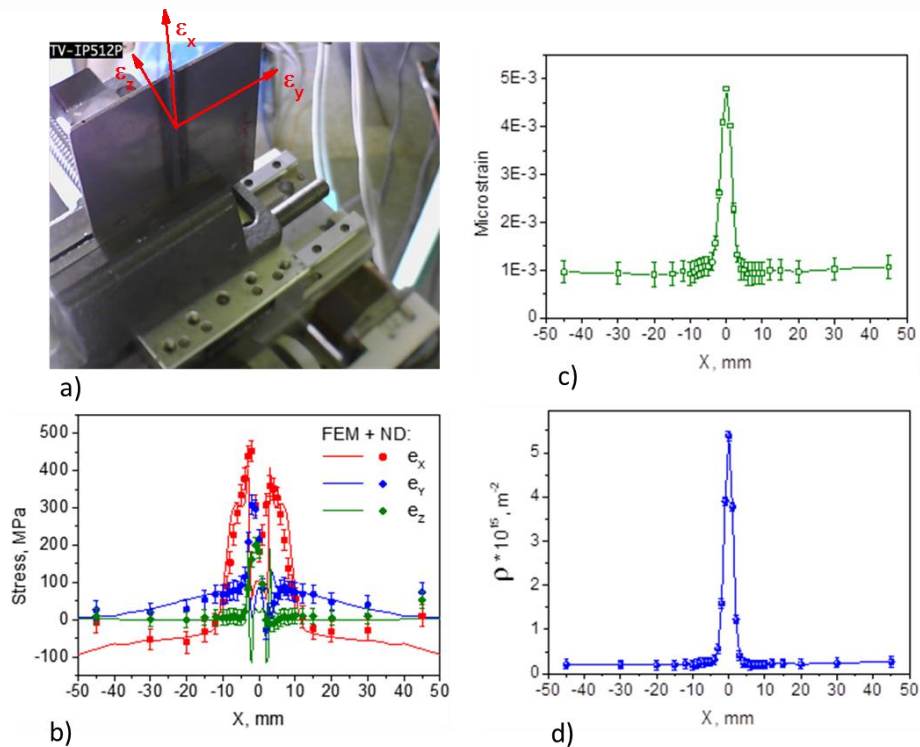 TV-IP512P
εx
εz
εy
a)
5E-3
4E-3
3E-3
2E-3
1E-3
0
Microstrain
-50 -40 -30 -20 -10 0 10 20 30 40 50
X, mm
c)
500
400
300
200
100
0
-100
Stress, MPa
FEM + ND:
eX
eY
eZ
-50 -40 -30 -20 -10 0 10 20 30 40 50
X, mm
b)
5
4
3
2
1
0
ρ*10¹⁵, m⁻²
-50 -40 -30 -20 -10 0 10 20 30 40 50
X, mm
d)